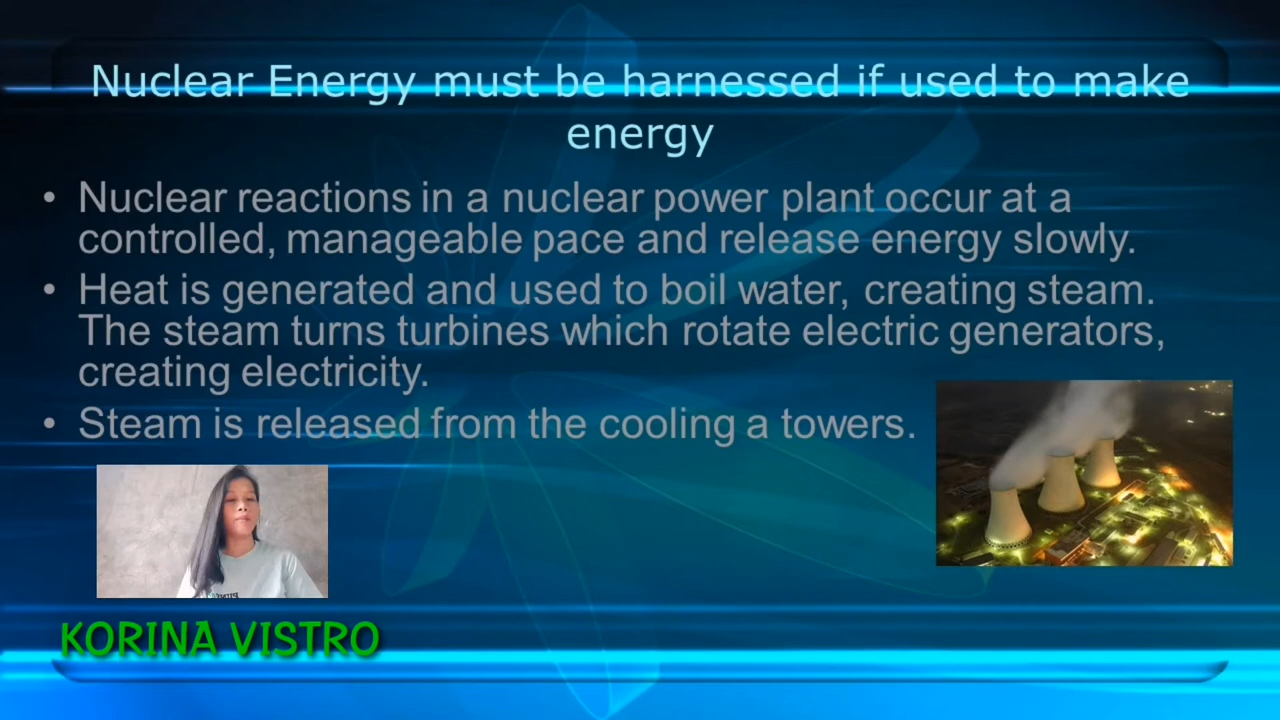 Nuclear Energy must be harnessed if used to make
energy
• Nuclear reactions in a nuclear power plant occur at a
controlled, manageable pace and release energy slowly.
• Heat is generated and used to boil water, creating steam.
The steam turns turbines which rotate electric generators,
creating electricity.
• Steam is released from the cooling a towers.
KORINA VISTRO